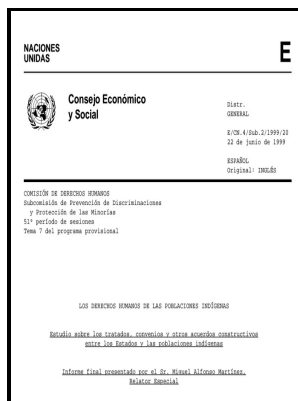 NACIONES
UNIDAS
E
Consejo Económico
y Social
Distr.
GENERAL
E/CN.4/Sub.2/1999/20
22 de junio de 1999
ESPAÑOL
Original: INGLÉS
COMISIÓN DE DERECHOS HUMANOS
Subcomisión de Prevención de Discriminaciones
y Protección de las Minorías
51º período de sesiones
Tema 7 del programa provisional
LOS DERECHOS HUMANOS DE LAS POBLACIONES INDÍGENAS
Estudio sobre los tratados, convenios y otros acuerdos constructivos
entre los Estados y las poblaciones indígenas
Informe final presentado por el Sr. Miguel Alfonso Martínez,
Relator Especial